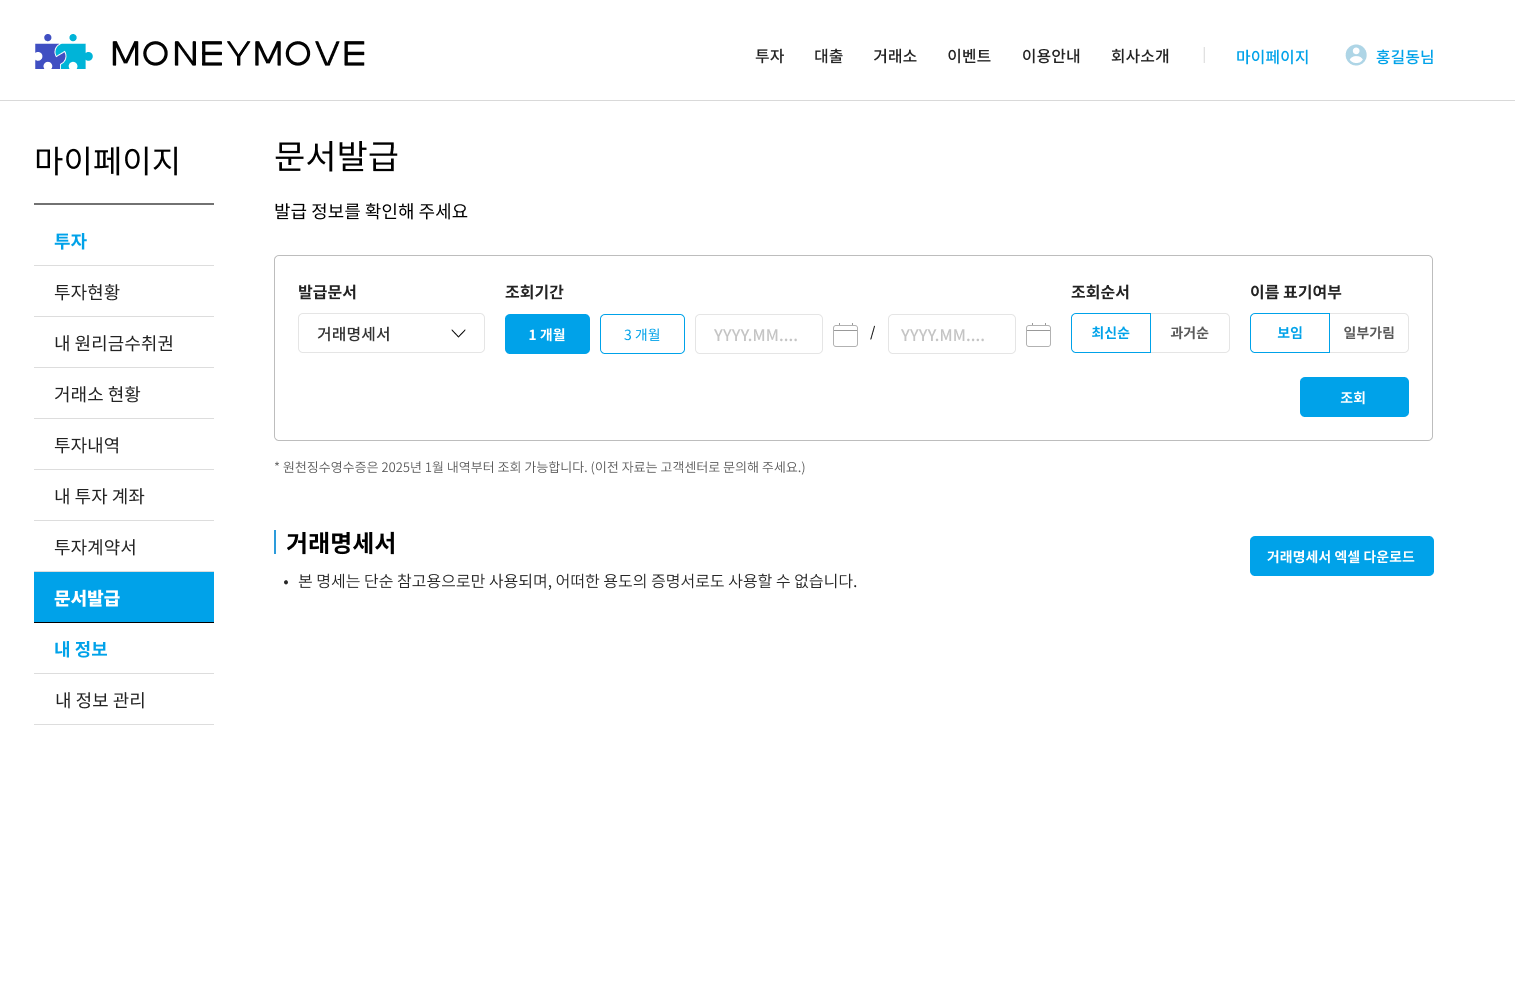 MONEYMOVE
투자 대출 거래소 이벤트 이용안내 회사소개 마이페이지 홍길동님
마이페이지
투자
투자현황
내 원리금수취권
거래소 현황
투자내역
내 투자 계좌
투자계약서
문서발급
내 정보
내 정보 관리
문서발급
발급 정보를 확인해 주세요
발급문서 조회기간 조회순서 이름 표기여부
거래명세서 1 개월 3 개월 YYYY.MM.... / YYYY.MM.... 최신순 과거순 보임 일부가림
조회
* 원천징수영수증은 2025년 1월 내역부터 조회 가능합니다. (이전 자료는 고객센터로 문의해 주세요.)
거래명세서
거래명세서 엑셀 다운로드
• 본 명세는 단순 참고용으로만 사용되며, 어떠한 용도의 증명서로도 사용할 수 없습니다.